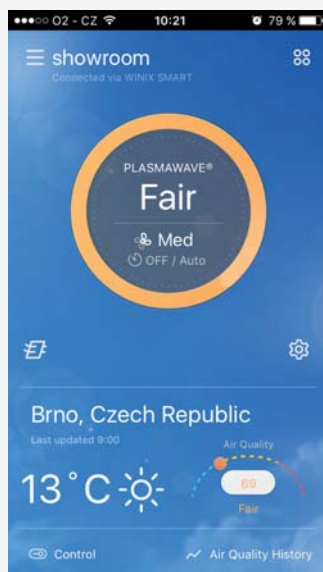 O2 - CZ 10:21 79 %
showroom
Connected via WINIX SMART
PLASMAWAVE®
Fair
Med
OFF / Auto
Brno, Czech Republic
Last updated 9:00
Air Quality
13°C
69
Fair
Control
Air Quality History